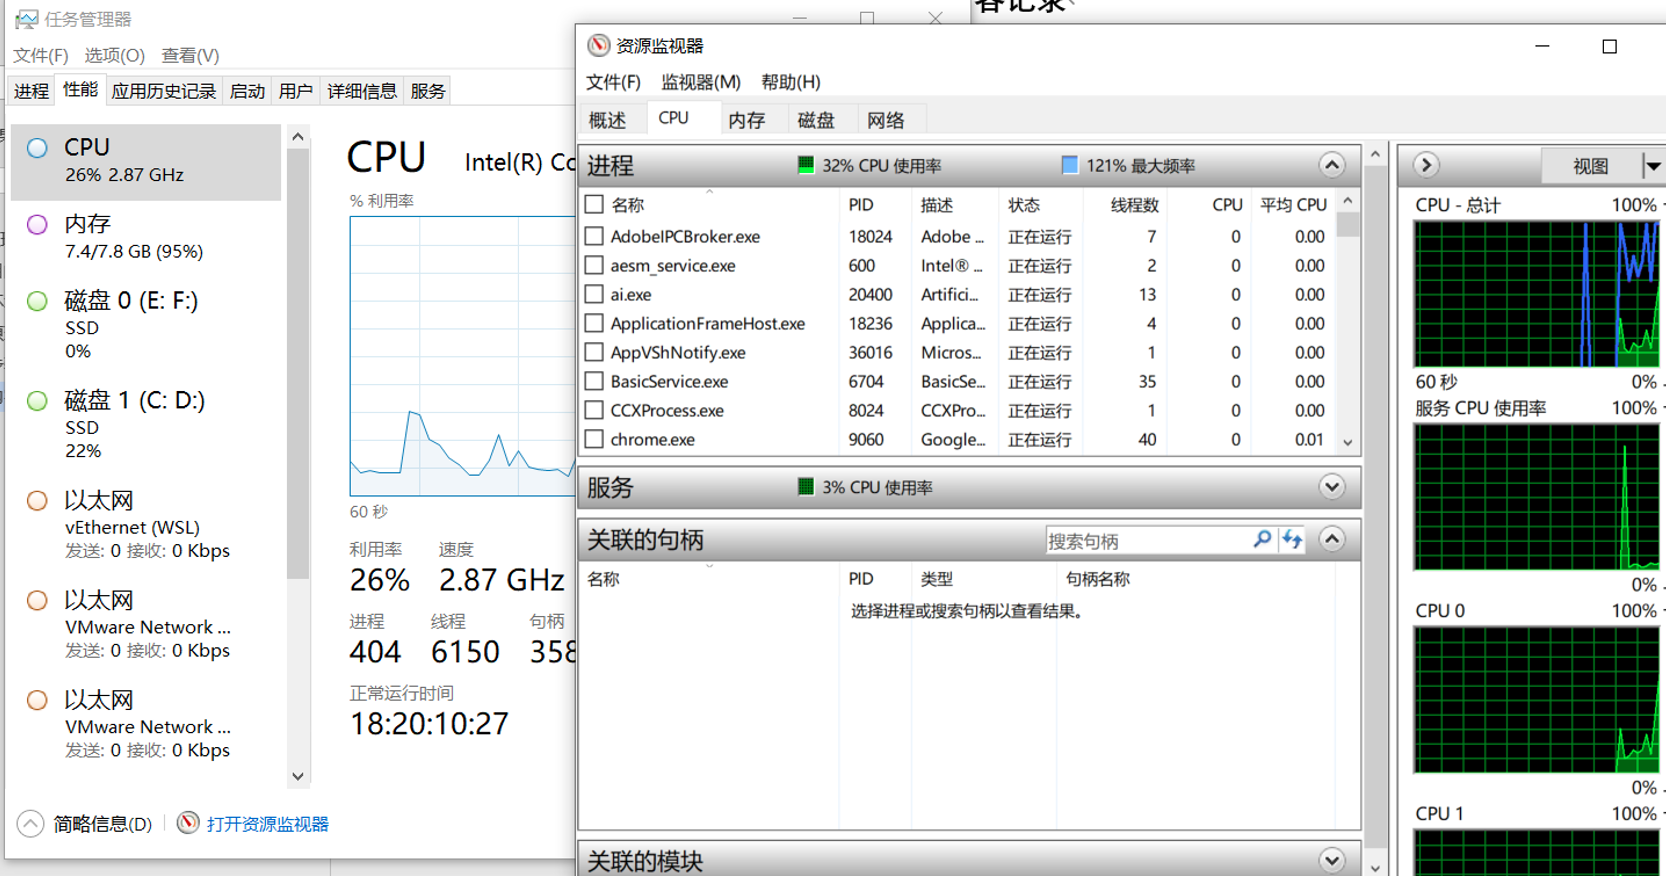 任务管理器
文件(F) 选项(O) 查看(V)
进程 性能 应用历史记录 启动 用户 详细信息 服务
CPU
26% 2.87 GHz
内存
7.4/7.8 GB (95%)
磁盘 0 (E: F:)
SSD
0%
磁盘 1 (C: D:)
SSD
22%
以太网
vEthernet (WSL)
发送: 0 接收: 0 Kbps
以太网
VMware Network ...
发送: 0 接收: 0 Kbps
以太网
VMware Network ...
发送: 0 接收: 0 Kbps
简略信息(D) 打开资源监视器
CPU Intel(R)
% 利用率
60 秒
利用率 速度
26% 2.87 GHz
进程 线程 句柄
404 6150 358
正常运行时间
18:20:10:27
资源监视器
文件(F) 监视器(M) 帮助(H)
概述 CPU 内存 磁盘 网络
进程 32% CPU 使用率 121% 最大频率
名称 PID 描述 状态 线程数 CPU 平均 CPU
AdobeIPCBroker.exe 18024 Adobe ... 正在运行 7 0 0.00
aesm_service.exe 600 Intel® ... 正在运行 2 0 0.00
ai.exe 20400 Artifici... 正在运行 13 0 0.00
ApplicationFrameHost.exe 18236 Applica... 正在运行 4 0 0.00
AppVShNotify.exe 36016 Micros... 正在运行 1 0 0.00
BasicService.exe 6704 BasicSe... 正在运行 35 0 0.00
CCXProcess.exe 8024 CCXPro... 正在运行 1 0 0.00
chrome.exe 9060 Google... 正在运行 40 0 0.01
服务 3% CPU 使用率
关联的句柄 搜索句柄
名称 PID 类型 句柄名称
选择进程或搜索句柄以查看结果。
关联的模块
视图
CPU - 总计 100%
60 秒 0%
服务 CPU 使用率 100%
0%
CPU 0 100%
0%
CPU 1 100%